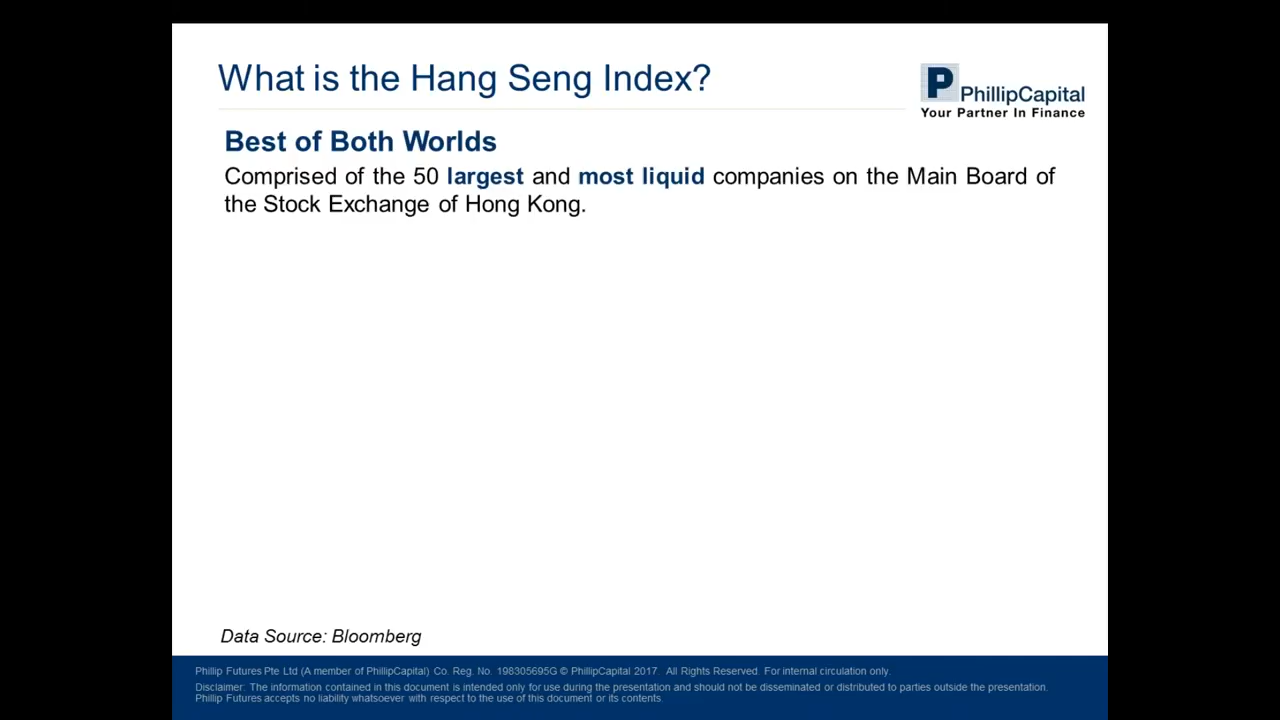 What is the Hang Seng Index?
P PhillipCapital
Your Partner In Finance
Best of Both Worlds
Comprised of the 50 largest and most liquid companies on the Main Board of
the Stock Exchange of Hong Kong.
Data Source: Bloomberg
Phillip Futures Pte Ltd (A member of PhillipCapital) Co. Reg. No. 198305695G © PhillipCapital 2017. All Rights Reserved. For internal circulation only.
Disclaimer: The information contained in this document is intended only for use during the presentation and should not be disseminated or distributed to parties outside the presentation.
Phillip Futures accepts no liability whatsoever with respect to the use of this document or its contents.